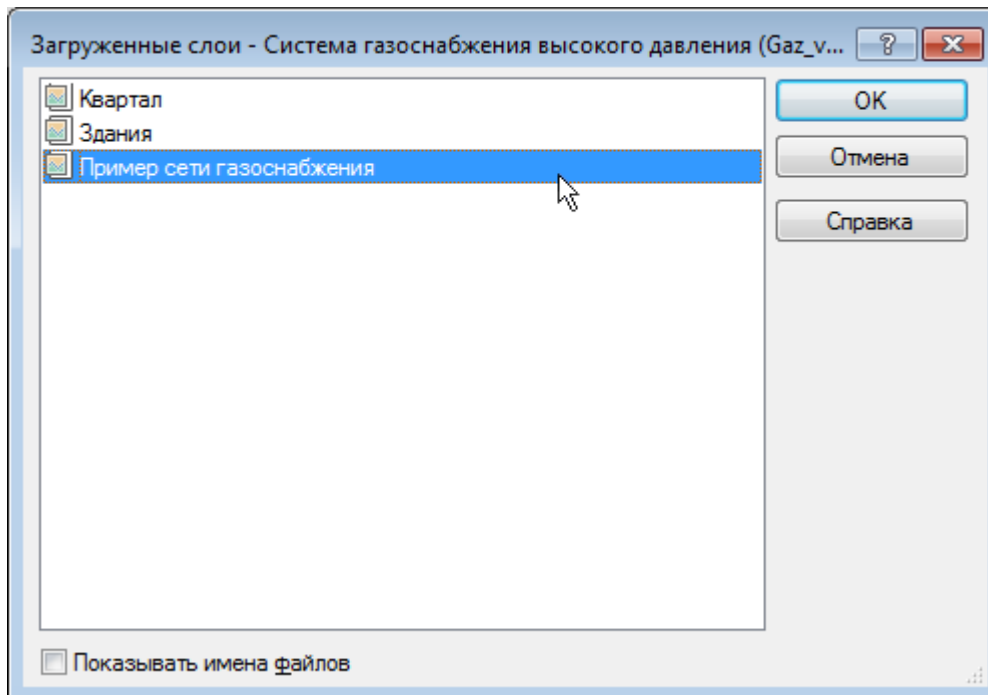 Загруженные слои - Система газоснабжения высокого давления (Gaz_v...
Квартал
Здания
Пример сети газоснабжения
OK
Отмена
Справка
Показывать имена файлов